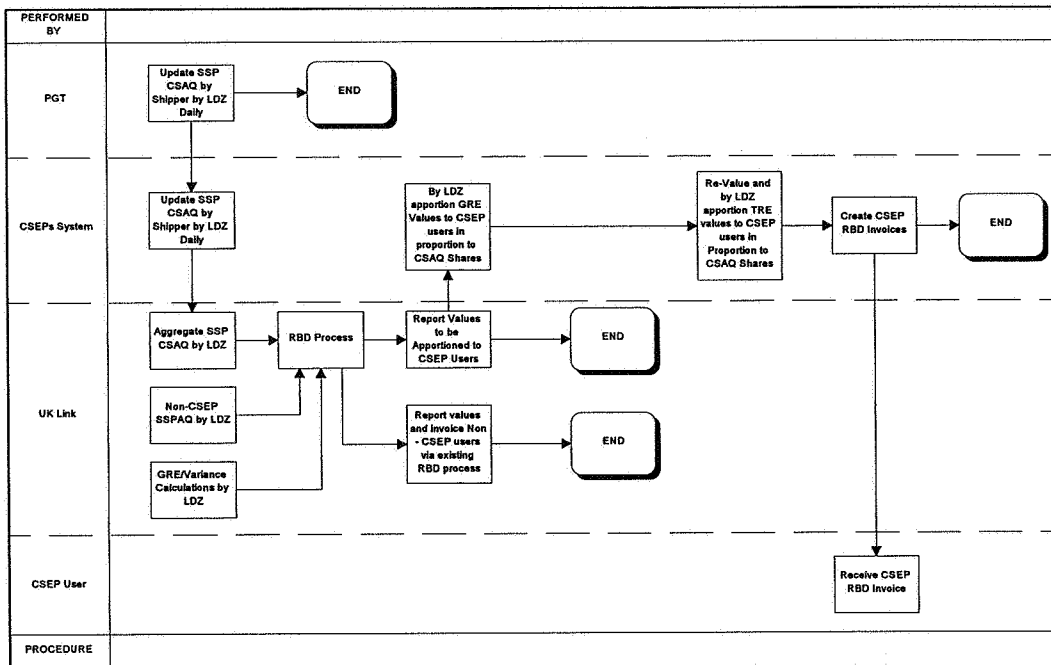 PERFORMED
BY
PGT
Update SSP
CSAQ by
Shipper by LDZ
Daily
END
CSEPs System
Update SSP
CSAQ by
Shipper by LDZ
Daily
By LDZ
apportion GRE
Values to CSEP
users in
proportion to
CSAQ Shares
Re-Value and
by LDZ
apportion TRE
values to CSEP
users in
Proportion to
CSAQ Shares
Create CSEP
RBD Invoices
END
UK Link
Aggregate SSP
CSAQ by LDZ
RBD Process
Report Values
to be
Apportioned to
CSEP Users
END
Non-CSEP
SSPAQ by LDZ
Report values
and invoice Non
- CSEP users
via existing
RBD process
END
GRE/Variance
Calculations by
LDZ
CSEP User
Receive CSEP
RBD Invoice
PROCEDURE